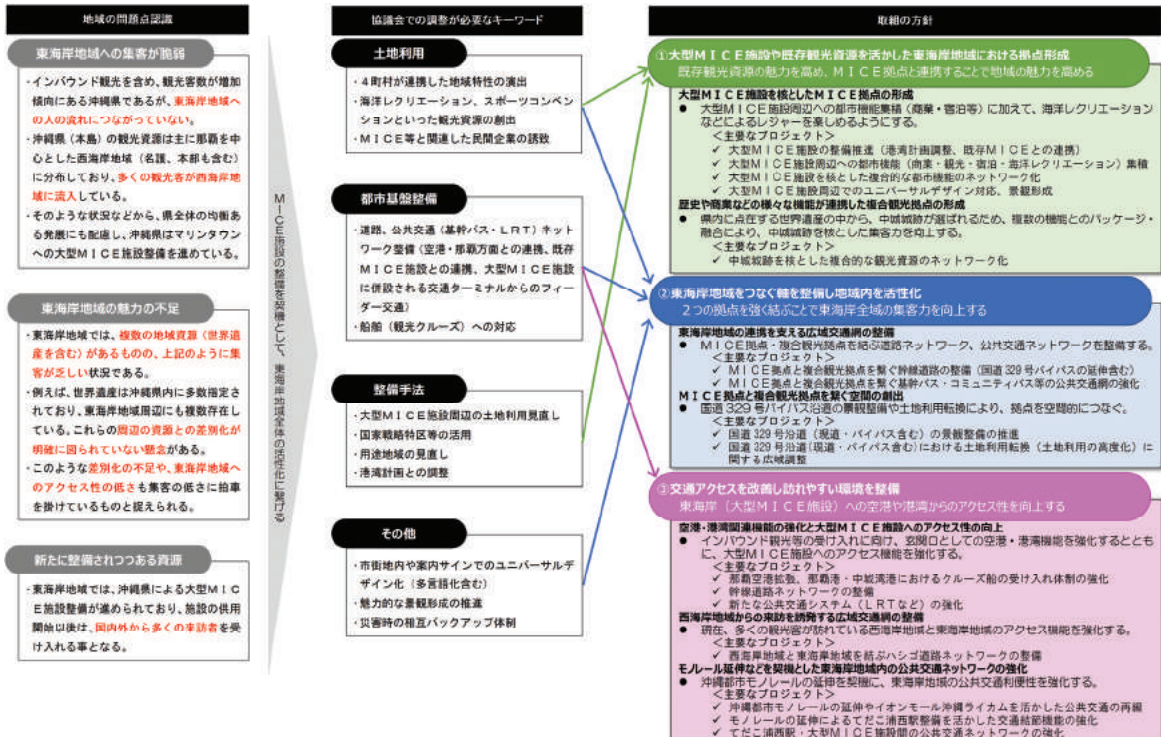 地域の問題点認識
東海岸地域への集客が脆弱
・インバウンド観光を含め、観光客数が増加
傾向にある沖縄県であるが、東海岸地域へ
の人の流れにつながっていない。
・沖縄県（本島）の観光資源は主に那覇を中
心とした西海岸地域（名護、本部も含む）
に分布しており、多くの観光客が西海岸地
域に流入している。
・そのような状況などから、県全体の均衡あ
る発展にも配慮し、沖縄県はマリンタウン
への大型ＭＩＣＥ施設整備を進めている。
東海岸地域の魅力の不足
・東海岸地域では、複数の地域資源（世界遺
産を含む）があるものの、上記のように集
客が乏しい状況である。
・例えば、世界遺産は沖縄県内に多数指定さ
れており、東海岸地域周辺にも複数存在し
ている。これらの周辺の資源との差別化が
明確に図られていない懸念がある。
・このような差別化の不足や、東海岸地域へ
のアクセス性の低さも集客の低さに拍車
を掛けているものと捉えられる。
新たに整備されつつある資源
・東海岸地域では、沖縄県による大型ＭＩＣ
Ｅ施設整備が進められており、施設の供用
開始以後は、国内外から多くの来訪者を受
け入れる事となる。
ＭＩＣＥ施設の整備を契機として、東海岸地域全体の活性化に繋げる
協議会での調整が必要なキーワード
土地利用
・４町村が連携した地域特性の演出
・海洋レクリエーション、スポーツコンベン
ションといった観光資源の創出
・ＭＩＣＥ等と関連した民間企業の誘致
都市基盤整備
・道路、公共交通（基幹バス・ＬＲＴ）ネット
ワーク整備（空港・那覇方面との連携、既存
ＭＩＣＥ施設との連携、大型ＭＩＣＥ施設
に併設される交通ターミナルからのフィー
ダー交通）
・船舶（観光クルーズ）への対応
整備手法
・大型ＭＩＣＥ施設周辺の土地利用見直し
・国家戦略特区等の活用
・用途地域の見直し
・港湾計画との調整
その他
・市街地内や案内サインでのユニバーサルデ
ザイン化（多言語化含む）
・魅力的な景観形成の推進
・災害時の相互バックアップ体制
取組の方針
①大型ＭＩＣＥ施設や既存観光資源を活かした東海岸地域における拠点形成
既存観光資源の魅力を高め、ＭＩＣＥ拠点と連携することで地域の魅力を高める
大型ＭＩＣＥ施設を核としたＭＩＣＥ拠点の形成
● 大型ＭＩＣＥ施設周辺への都市機能集積（商業・宿泊等）に加えて、海洋レクリエーション
などによるレジャーを楽しめるようにする。
＜主要なプロジェクト＞
✓ 大型ＭＩＣＥ施設の整備推進（港湾計画調整、既存ＭＩＣＥとの連携）
✓ 大型ＭＩＣＥ施設周辺への都市機能（商業・観光・宿泊・海洋レクリエーション）集積
✓ 大型ＭＩＣＥ施設を核とした複合的な都市機能のネットワーク化
✓ 大型ＭＩＣＥ施設周辺でのユニバーサルデザイン対応、景観形成
歴史や商業などの様々な機能が連携した複合観光拠点の形成
● 県内に点在する世界遺産の中から、中城城跡が選ばれるため、複数の機能とのパッケージ・
融合により、中城城跡を核とした集客力を向上する。
＜主要なプロジェクト＞
✓ 中城城跡を核とした複合的な観光資源のネットワーク化
②東海岸地域をつなぐ軸を整備し地域内を活性化
２つの拠点を強く結ぶことで東海岸全域の集客力を向上する
東海岸地域の連携を支える広域交通網の整備
● ＭＩＣＥ拠点・複合観光拠点を結ぶ道路ネットワーク、公共交通ネットワークを整備する。
＜主要なプロジェクト＞
✓ ＭＩＣＥ拠点と複合観光拠点を繋ぐ幹線道路の整備（国道329号バイパスの延伸含む）
✓ ＭＩＣＥ拠点と複合観光拠点を繋ぐ基幹バス・コミュニティバス等の公共交通網の強化
ＭＩＣＥ拠点と複合観光拠点を繋ぐ空間の創出
● 国道329号バイパス沿道の景観整備や土地利用転換により、拠点を空間的につなぐ。
＜主要なプロジェクト＞
✓ 国道329号沿道（現道・バイパス含む）の景観整備の推進
✓ 国道329号沿道（現道・バイパス含む）における土地利用転換（土地利用の高度化）に
関する広域調整
③交通アクセスを改善し訪れやすい環境を整備
東海岸（大型ＭＩＣＥ施設）への空港や港湾からのアクセス性を向上する
空港・港湾関連機能の強化と大型ＭＩＣＥ施設へのアクセス性の向上
● インバウンド観光等の受け入れに向け、玄関口としての空港・港湾機能を強化するととも
に、大型ＭＩＣＥ施設へのアクセス機能を強化する。
＜主要なプロジェクト＞
✓ 那覇空港拡張、那覇港・中城湾港におけるクルーズ船の受け入れ体制の強化
✓ 幹線道路ネットワークの整備
✓ 新たな公共交通システム（ＬＲＴなど）の強化
西海岸地域からの来訪を誘発する広域交通網の整備
● 現在、多くの観光客が訪れている西海岸地域と東海岸地域のアクセス機能を強化する。
＜主要なプロジェクト＞
✓ 西海岸地域と東海岸地域を結ぶハシゴ道路ネットワークの整備
モノレール延伸などを契機とした東海岸地域内の公共交通ネットワークの強化
● 沖縄都市モノレールの延伸を契機に、東海岸地域の公共交通利便性を強化する。
＜主要なプロジェクト＞
✓ 沖縄都市モノレールの延伸やイオンモール沖縄ライカムを活かした公共交通の再編
✓ モノレールの延伸によるてだこ浦西駅整備を活かした交通結節機能の強化
✓ てだこ浦西駅・大型ＭＩＣＥ施設間の公共交通ネットワークの強化